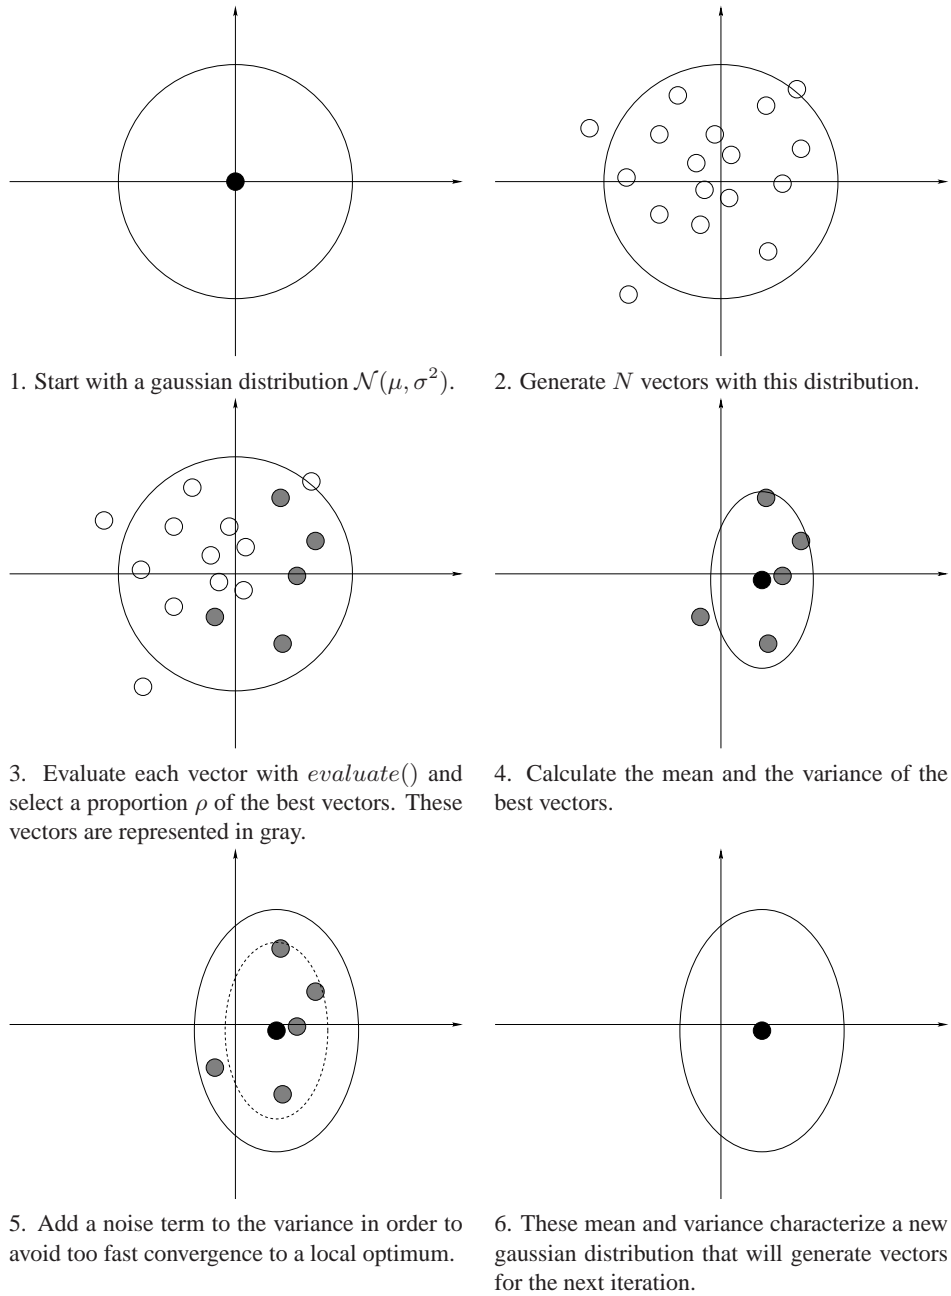 1. Start with a gaussian distribution 𝒩(μ, σ²).
2. Generate N vectors with this distribution.
3. Evaluate each vector with evaluate() and
select a proportion ρ of the best vectors. These
vectors are represented in gray.
4. Calculate the mean and the variance of the
best vectors.
5. Add a noise term to the variance in order to
avoid too fast convergence to a local optimum.
6. These mean and variance characterize a new
gaussian distribution that will generate vectors
for the next iteration.